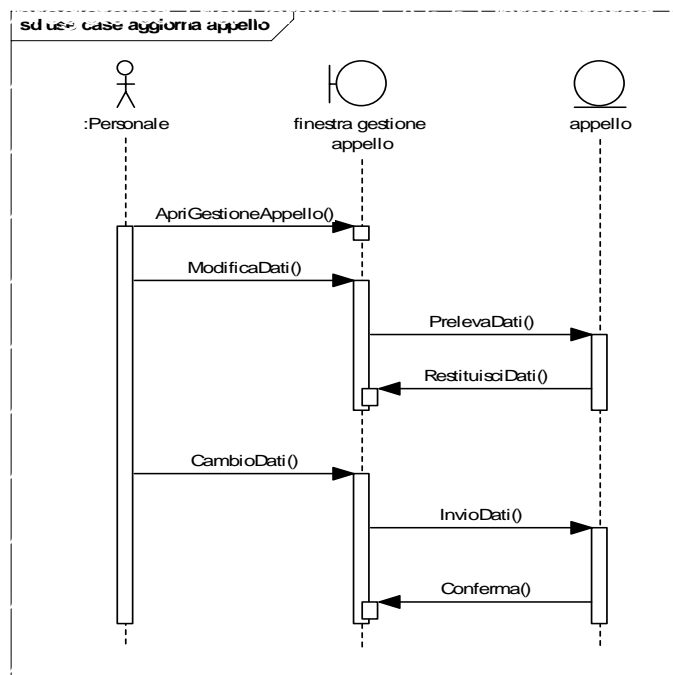 sd use case aggiorna appello
:Personale
finestra gestione
appello
appello
ApriGestioneAppello()
ModificaDati()
PrelevaDati()
RestituisciDati()
CambioDati()
InvioDati()
Conferma()